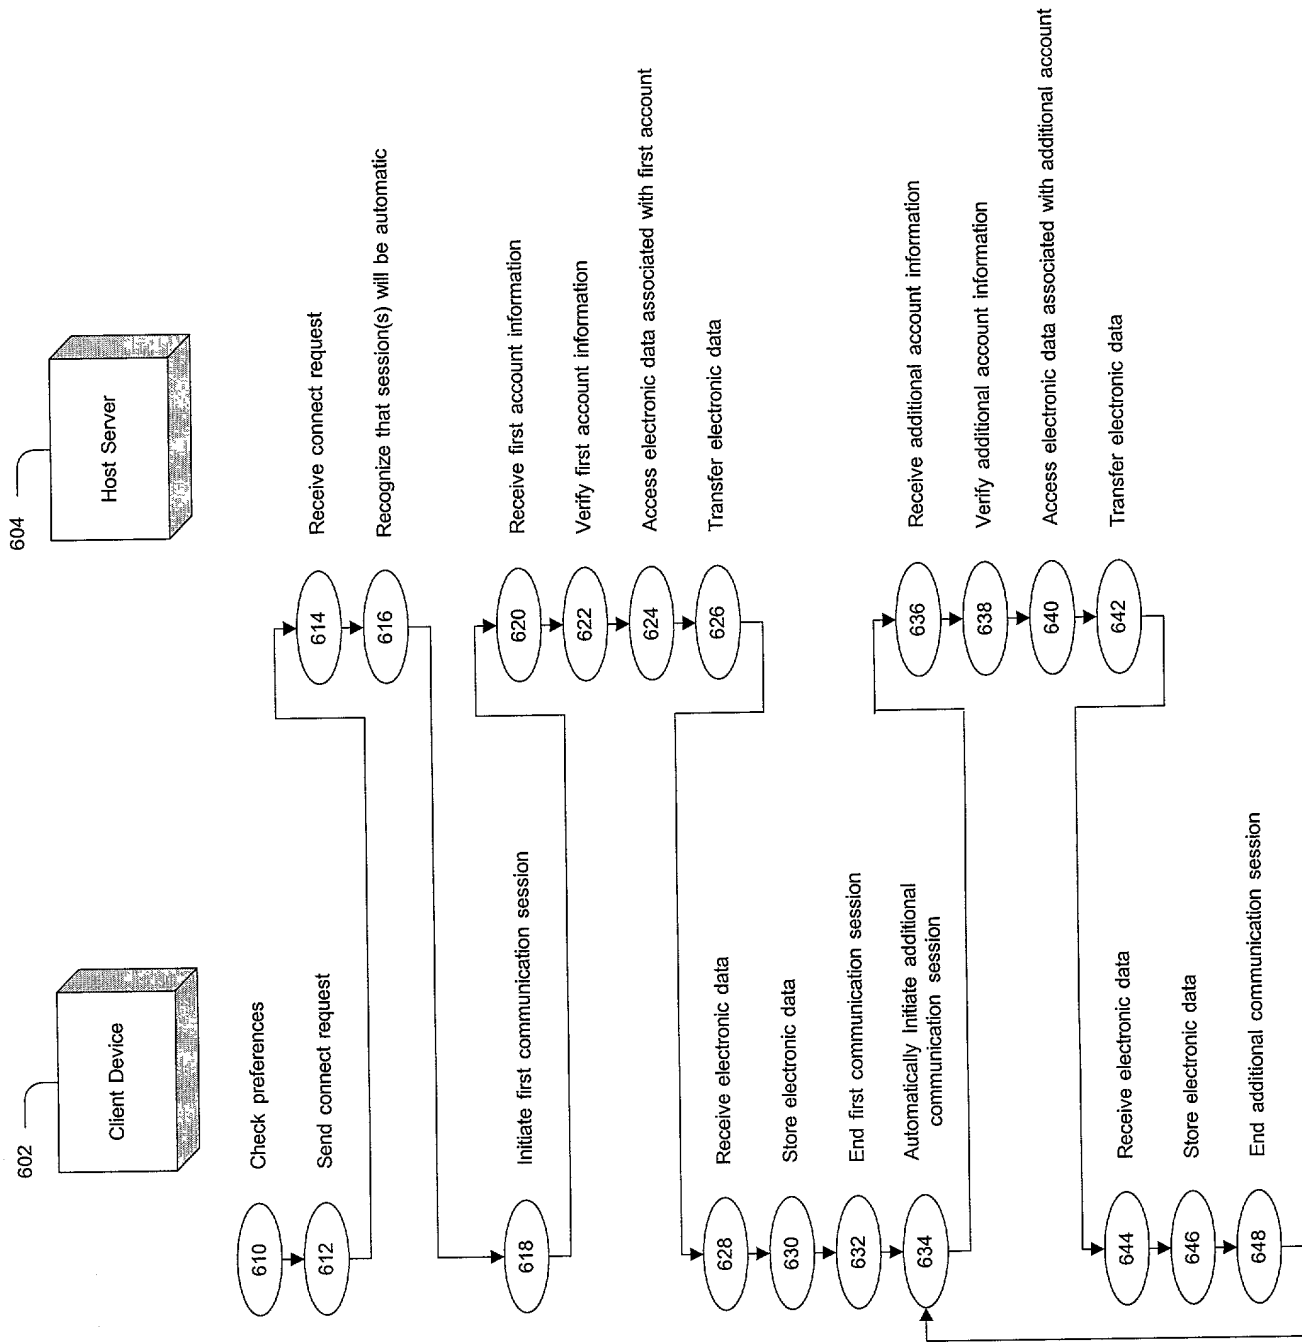 602
Client Device
604
Host Server
610
Check preferences
612
Send connect request
614
Receive connect request
616
Recognize that session(s) will be automatic
618
Initiate first communication session
620
Receive first account information
622
Verify first account information
624
Access electronic data associated with first account
626
Transfer electronic data
628
Receive electronic data
630
Store electronic data
632
End first communication session
634
Automatically Initiate additional
communication session
636
Receive additional account information
638
Verify additional account information
640
Access electronic data associated with additional account
642
Transfer electronic data
644
Receive electronic data
646
Store electronic data
648
End additional communication session